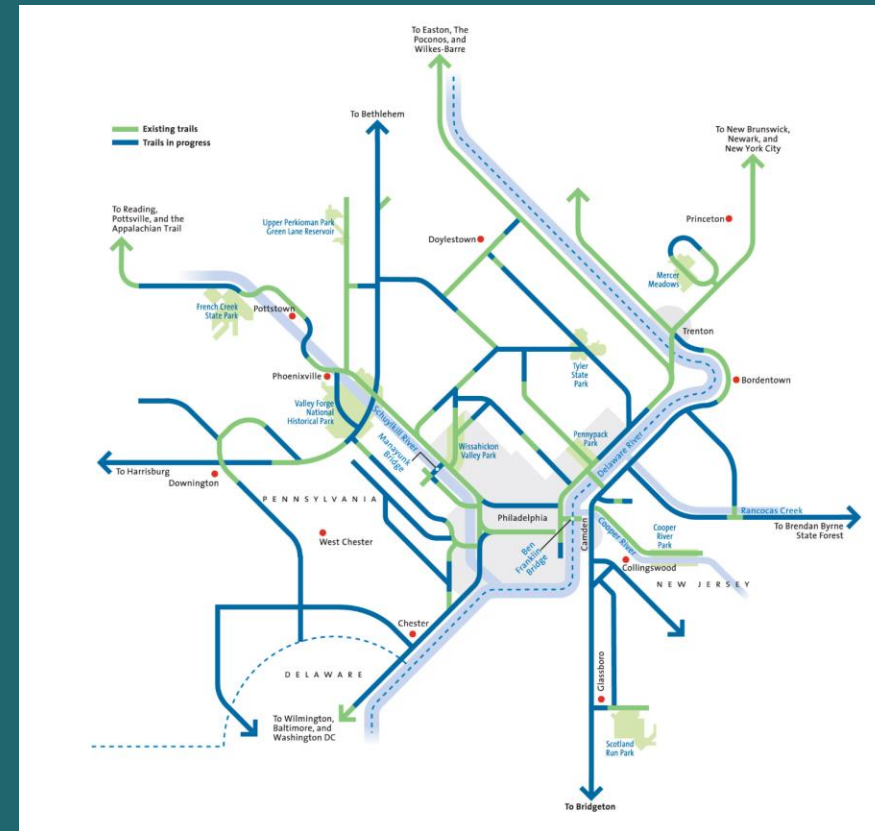 To Easton, The
Poconos, and
Wilkes-Barre
To Bethlehem
Existing trails
Trails in progress
To New Brunswick,
Newark, and
New York City
To Reading,
Pottsville, and the
Appalachian Trail
Upper Perkioman Park
Green Lane Reservoir
Doylestown
Princeton
Mercer
Meadows
French Creek
State Park
Pottstown
Trenton
Phoenixville
Tyler
State
Park
Bordentown
Valley Forge
National
Historical Park
Schuylkill River
Manayunk
Bridge
Wissahickon
Valley Park
Pennypack
Park
Delaware River
To Harrisburg
Downington
PENNSYLVANIA
Philadelphia
Camden
Rancocas Creek
To Brendan Byrne
State Forest
West Chester
Ben
Franklin
Bridge
Cooper River
Cooper
River
Park
Collingswood
NEW JERSEY
Chester
DELAWARE
Glassboro
To Wilmington,
Baltimore, and
Washington DC
Scotland
Run Park
To Bridgeton